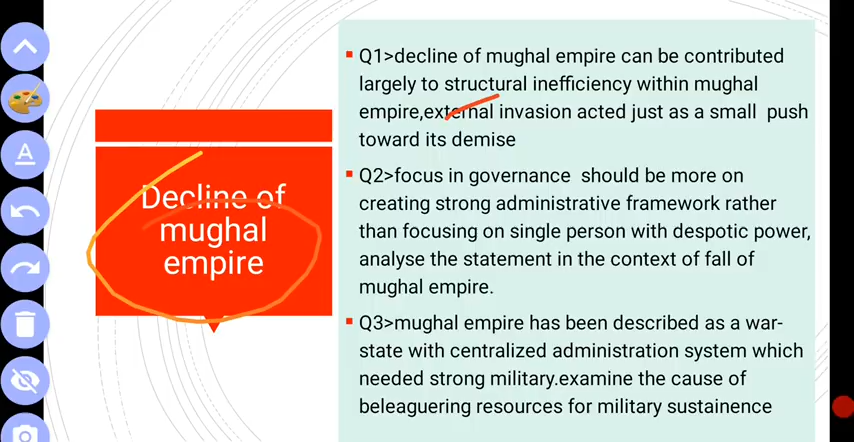 Decline of
mughal
empire
Q1>decline of mughal empire can be contributed
largely to structural inefficiency within mughal
empire,external invasion acted just as a small push
toward its demise
Q2>focus in governance should be more on
creating strong administrative framework rather
than focusing on single person with despotic power,
analyse the statement in the context of fall of
mughal empire.
Q3>mughal empire has been described as a war-
state with centralized administration system which
needed strong military.examine the cause of
beleaguering resources for military sustainence